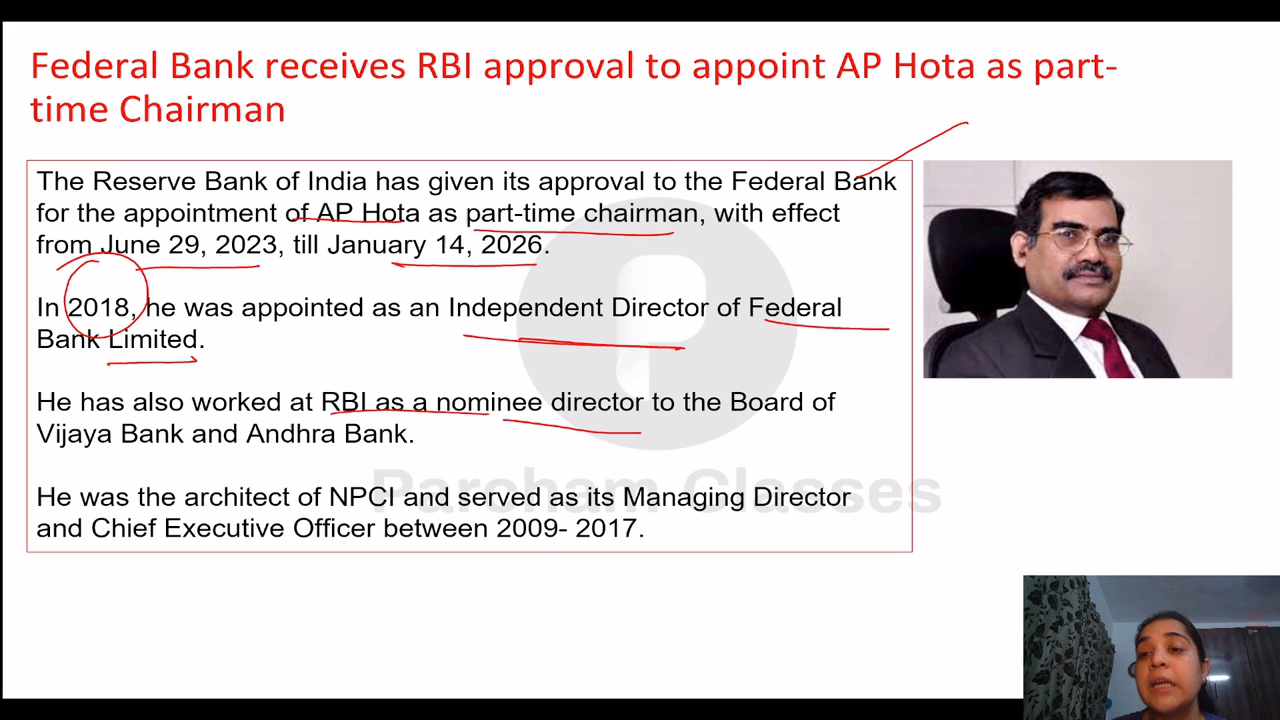 Federal Bank receives RBI approval to appoint AP Hota as part-
time Chairman
The Reserve Bank of India has given its approval to the Federal Bank
for the appointment of AP Hota as part-time chairman, with effect
from June 29, 2023, till January 14, 2026.
In 2018, he was appointed as an Independent Director of Federal
Bank Limited.
He has also worked at RBI as a nominee director to the Board of
Vijaya Bank and Andhra Bank.
He was the architect of NPCI and served as its Managing Director
and Chief Executive Officer between 2009- 2017.
Parcham Classes